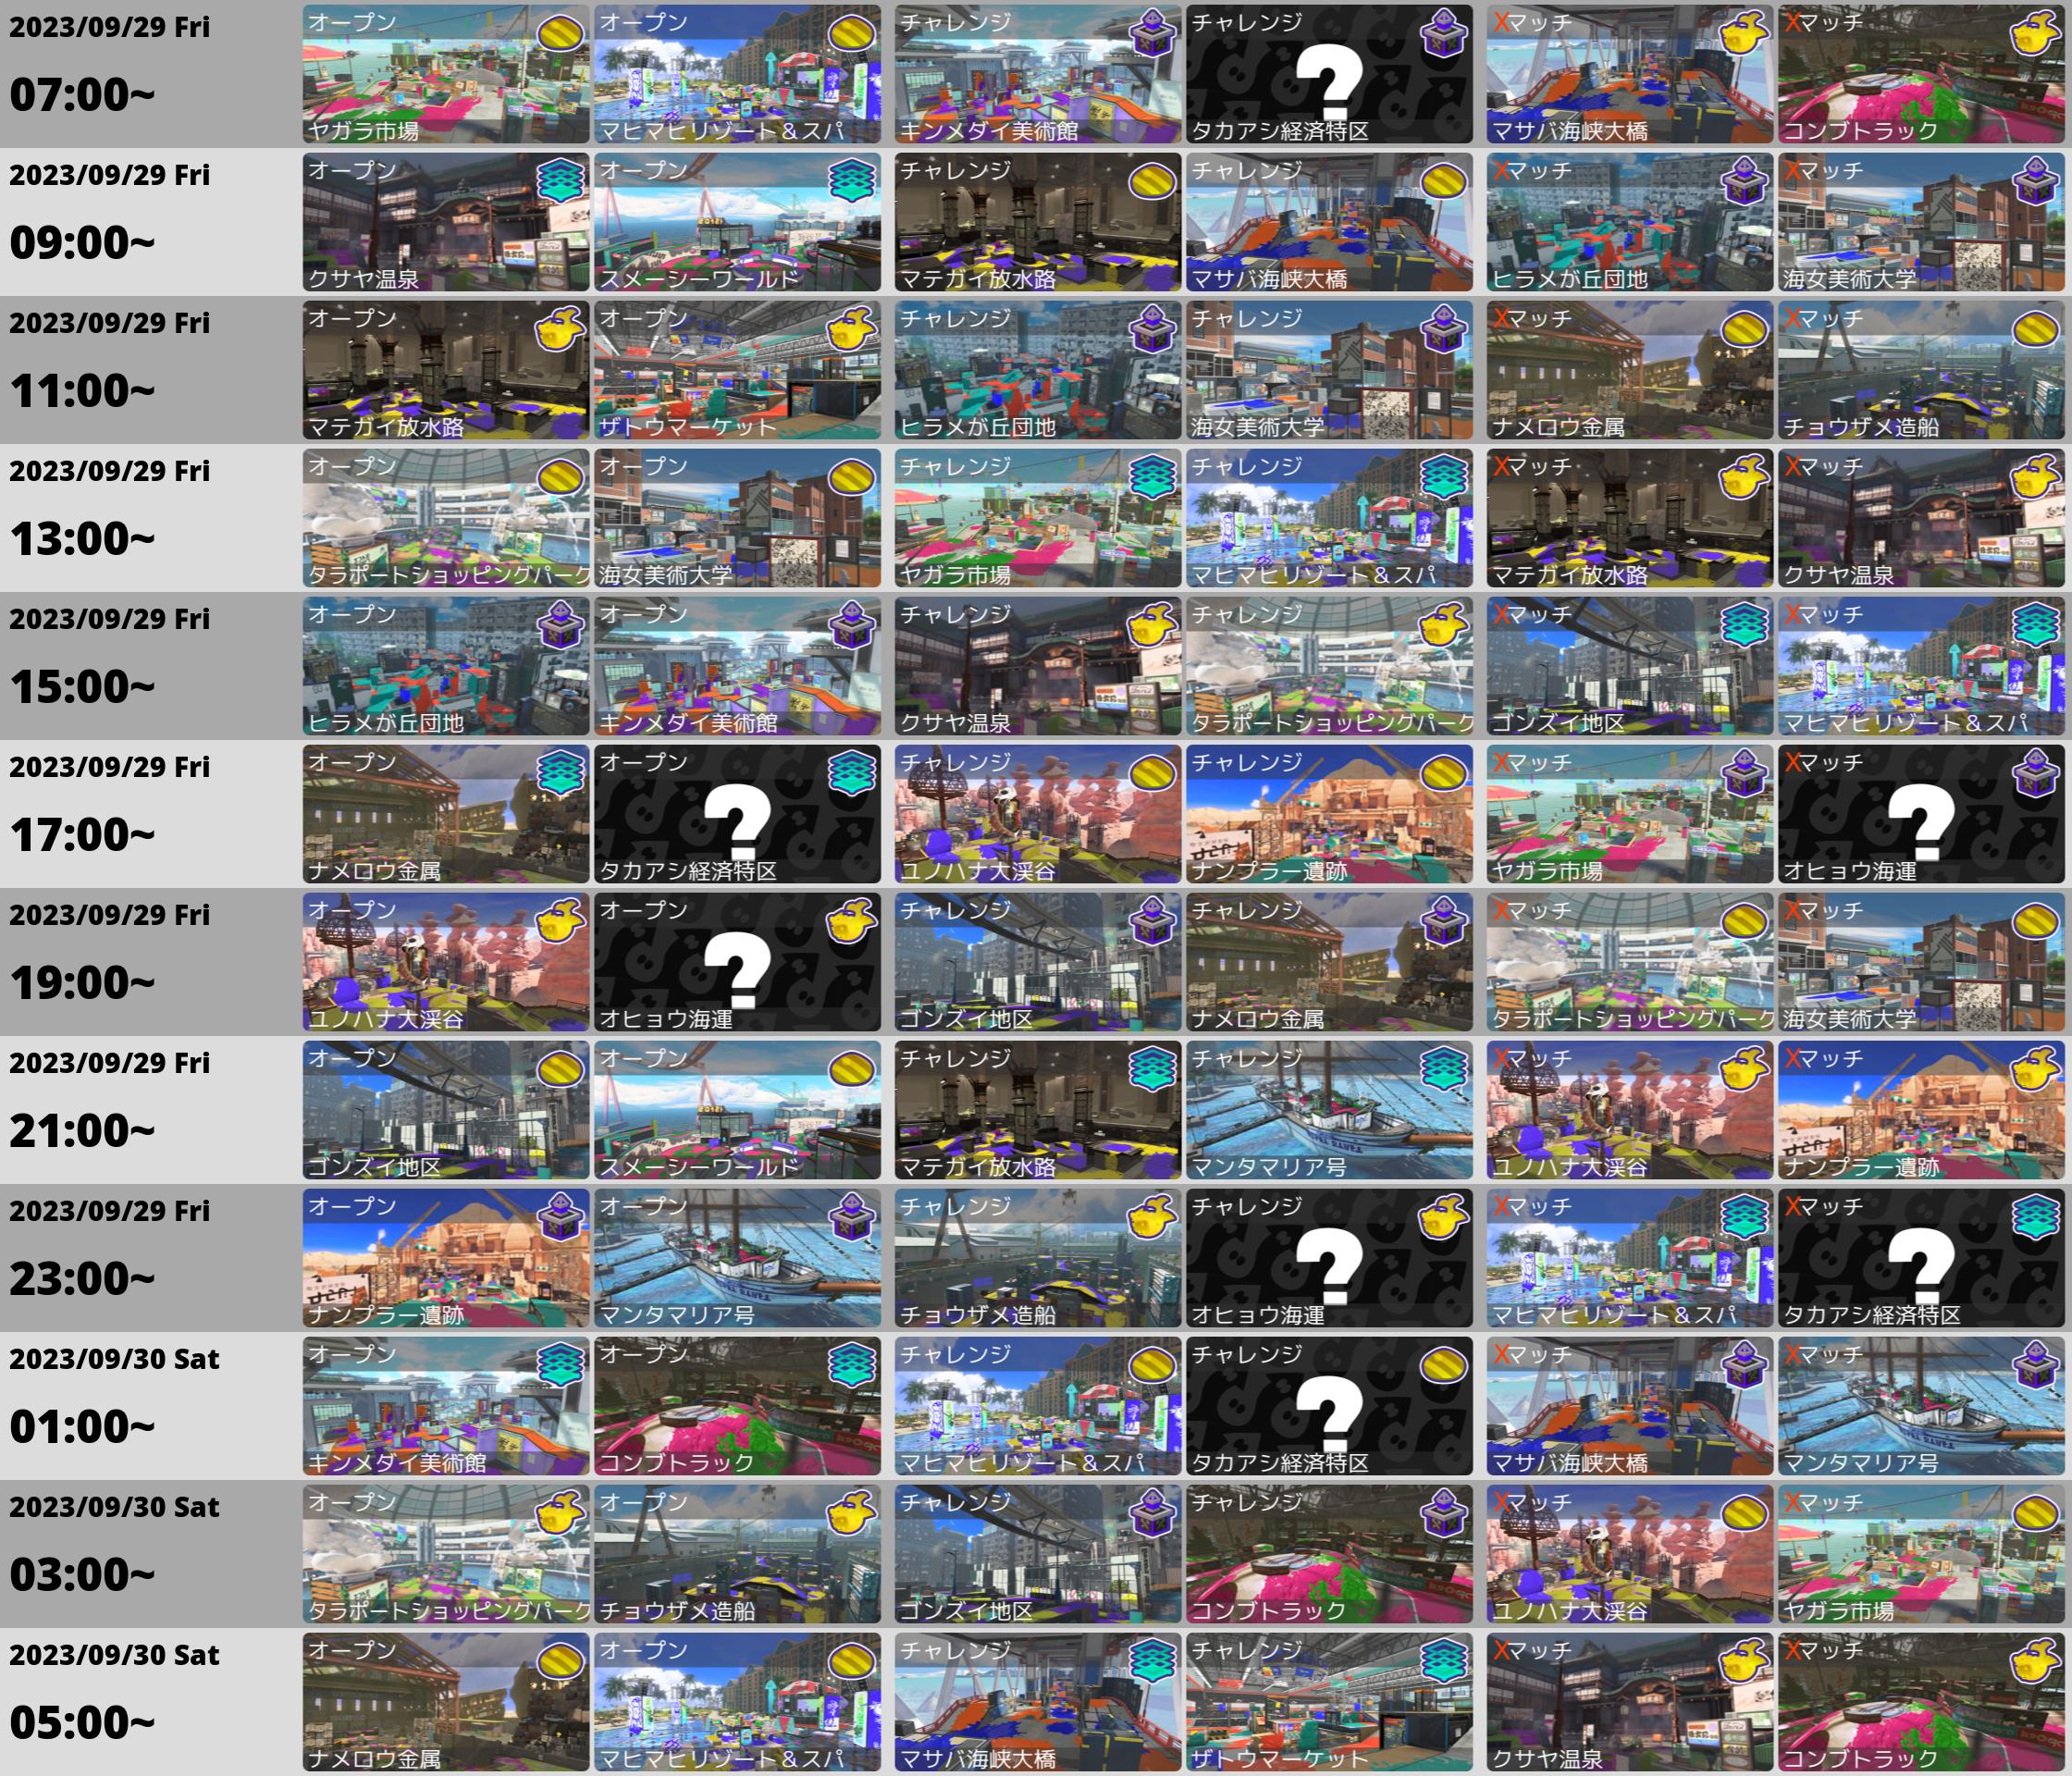 2023/09/29 Fri
07:00~
オープン オープン チャレンジ チャレンジ Xマッチ Xマッチ
ヤガラ市場 マヒマヒリゾート＆スパ キンメダイ美術館 タカアシ経済特区 マサバ海峡大橋 コンブトラック
2023/09/29 Fri
09:00~
オープン オープン チャレンジ チャレンジ Xマッチ Xマッチ
クサヤ温泉 スメーシーワールド マテガイ放水路 マサバ海峡大橋 ヒラメが丘団地 海女美術大学
2023/09/29 Fri
11:00~
オープン オープン チャレンジ チャレンジ Xマッチ Xマッチ
マテガイ放水路 ザトウマーケット ヒラメが丘団地 海女美術大学 ナメロウ金属 チョウザメ造船
2023/09/29 Fri
13:00~
オープン オープン チャレンジ チャレンジ Xマッチ Xマッチ
タラポートショッピングパーク 海女美術大学 ヤガラ市場 マヒマヒリゾート＆スパ マテガイ放水路 クサヤ温泉
2023/09/29 Fri
15:00~
オープン オープン チャレンジ チャレンジ Xマッチ Xマッチ
ヒラメが丘団地 キンメダイ美術館 クサヤ温泉 タラポートショッピングパーク ゴンズイ地区 マヒマヒリゾート＆スパ
2023/09/29 Fri
17:00~
オープン オープン チャレンジ チャレンジ Xマッチ Xマッチ
ナメロウ金属 タカアシ経済特区 ユノハナ大渓谷 ナンプラー遺跡 ヤガラ市場 オヒョウ海運
2023/09/29 Fri
19:00~
オープン オープン チャレンジ チャレンジ Xマッチ Xマッチ
ユノハナ大渓谷 オヒョウ海運 ゴンズイ地区 ナメロウ金属 タラポートショッピングパーク 海女美術大学
2023/09/29 Fri
21:00~
オープン オープン チャレンジ チャレンジ Xマッチ Xマッチ
ゴンズイ地区 スメーシーワールド マテガイ放水路 マンタマリア号 ユノハナ大渓谷 ナンプラー遺跡
2023/09/29 Fri
23:00~
オープン オープン チャレンジ チャレンジ Xマッチ Xマッチ
ナンプラー遺跡 マンタマリア号 チョウザメ造船 オヒョウ海運 マヒマヒリゾート＆スパ タカアシ経済特区
2023/09/30 Sat
01:00~
オープン オープン チャレンジ チャレンジ Xマッチ Xマッチ
キンメダイ美術館 コンブトラック マヒマヒリゾート＆スパ タカアシ経済特区 マサバ海峡大橋 マンタマリア号
2023/09/30 Sat
03:00~
オープン オープン チャレンジ チャレンジ Xマッチ Xマッチ
タラポートショッピングパーク チョウザメ造船 ゴンズイ地区 コンブトラック ユノハナ大渓谷 ヤガラ市場
2023/09/30 Sat
05:00~
オープン オープン チャレンジ チャレンジ Xマッチ Xマッチ
ナメロウ金属 マヒマヒリゾート＆スパ マサバ海峡大橋 ザトウマーケット クサヤ温泉 コンブトラック